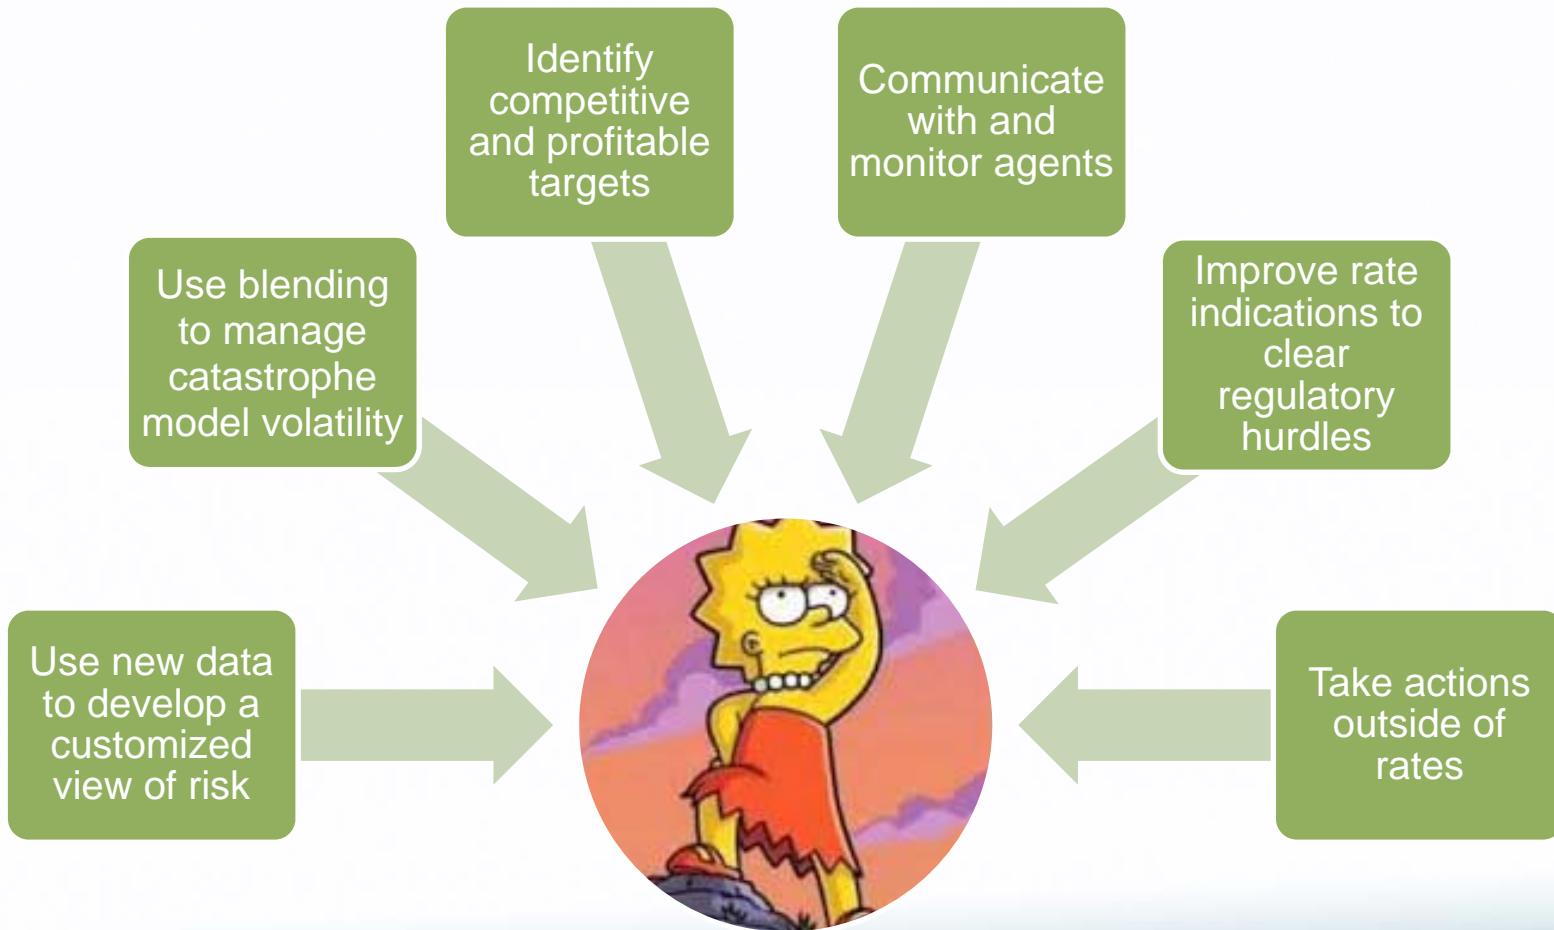 Identify
competitive
and profitable
targets
Communicate
with and
monitor agents
Use blending
to manage
catastrophe
model volatility
Improve rate
indications to
clear
regulatory
hurdles
Use new data
to develop a
customized
view of risk
Take actions
outside of
rates